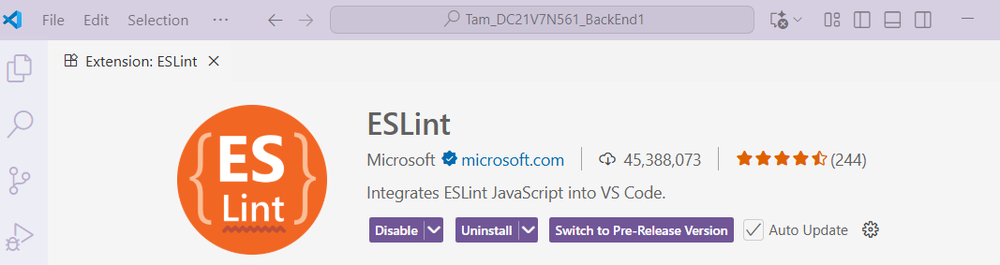 File Edit Selection ... Tam_DC21V7N561_BackEnd1
Extension: ESLint
ES
Lint
ESLint
Microsoft microsoft.com 45,388,073 (244)
Integrates ESLint JavaScript into VS Code.
Disable Uninstall Switch to Pre-Release Version Auto Update